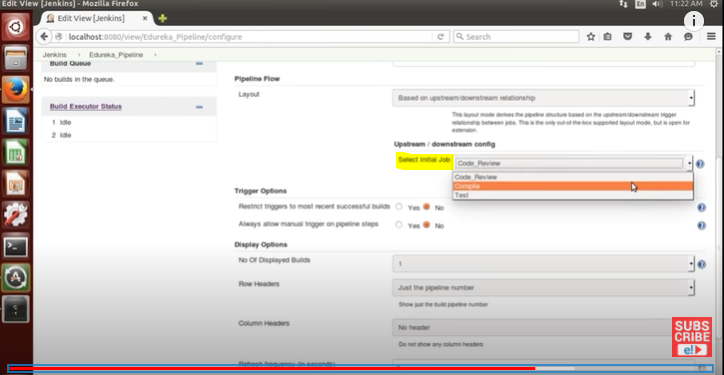 Edit View [Jenkins] - Mozilla Firefox
En
11:22 AM
Edit View [Jenkins]
localhost:8080/view/Edureka_Pipeline/configure
Search
Jenkins
Edureka_Pipeline
Build Queue
No builds in the queue.
Build Executor Status
1 Idle
2 Idle
Pipeline Flow
Layout
Based on upstream/downstream relationship
This layout mode derives the pipeline structure based on the upstream/downstream trigger
relationship between jobs. This is the only out-of-the-box supported layout mode, but is open for
extension.
Upstream / downstream config
Select Initial Job
Code_Review
Code_Review
Compile
Test
Trigger Options
Restrict triggers to most recent successful builds
Yes
No
Always allow manual trigger on pipeline steps
Yes
No
Display Options
No Of Displayed Builds
1
Row Headers
Just the pipeline number
Show just the build pipeline number
Column Headers
No header
Do not show any column headers
Refresh frequency (in seconds)
SUBS
CRIBE
e!